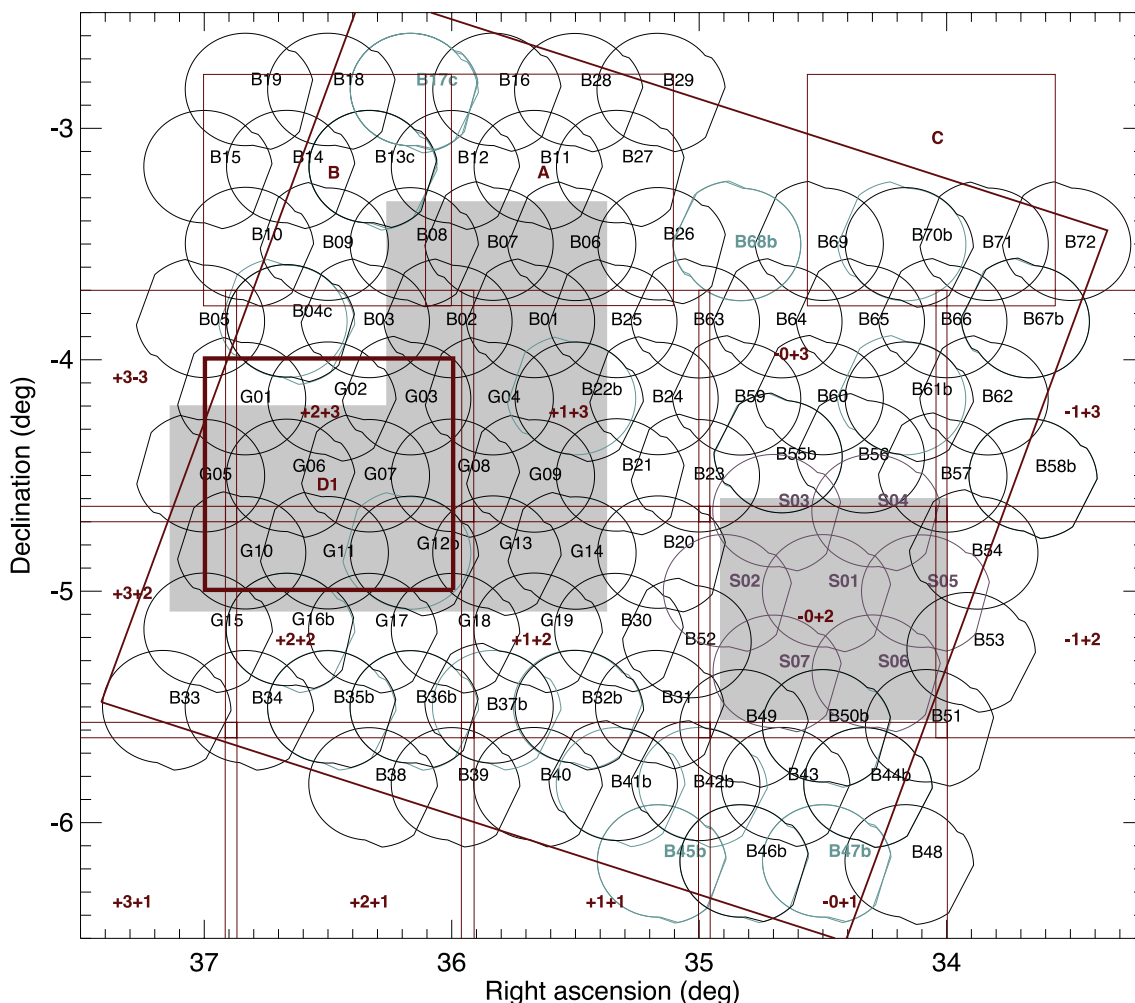 B19 B18 B17c B16 B28 B29
-3 C
B15 B14 B13c B12 B11 B27
B A
B10 B09 B08 B07 B06 B26 B68b B69 B70b B71 B72
B05 B04c B03 B02 B01 B25 B63 B64 B65 B66 B67b
-4 -0+3
+3-3
G01 G02 G03 G04 B22b B24 B59 B60 B61b B62
+2+3 +1+3 -1+3
G05 G06 G07 G08 G09 B21 B23 B55b B56 B57 B58b
D1 S03 S04
G10 G11 G12b G13 G14 B20 B54
-5 +3+2 S02 S01 S05
G15 G16b G17 G18 G19 B30 B52 -0+2 B53
+2+2 +1+2 -1+2
S07 S06
B33 B34 B35b B36b B37b B32b B31 B49 B50b B51
B38 B39 B40 B41b B42b B43 B44b
-6
B45b B46b B47b B48
+3+1 +2+1 +1+1 -0+1
37 36 35 34
Right ascension (deg)
Declination (deg)